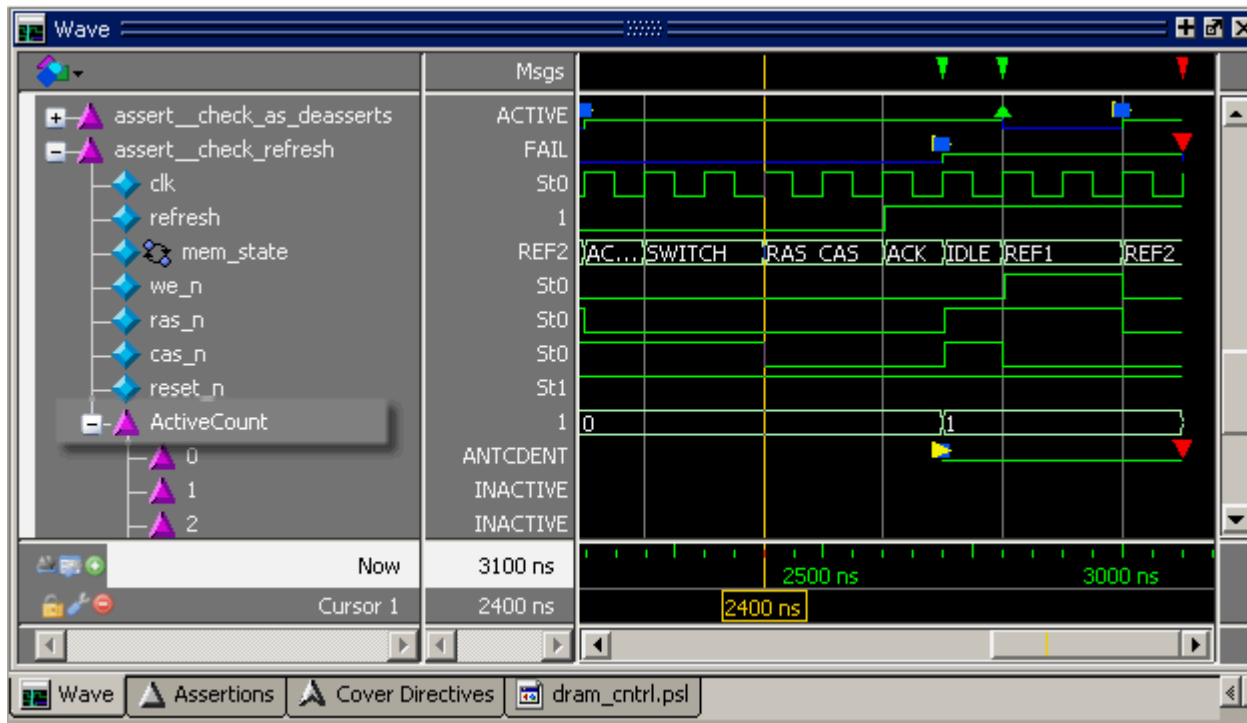 Wave
Msgs
assert__check_as_deasserts ACTIVE
assert__check_refresh FAIL
clk St0
refresh 1
mem_state REF2 AC... SWITCH RAS CAS ACK IDLE REF1 REF2
we_n St0
ras_n St0
cas_n St0
reset_n St1
ActiveCount 1 0 1
0 ANTCDENT
1 INACTIVE
2 INACTIVE
Now 3100 ns 2500 ns 3000 ns
Cursor 1 2400 ns 2400 ns
Wave Assertions Cover Directives dram_cntrl.psl